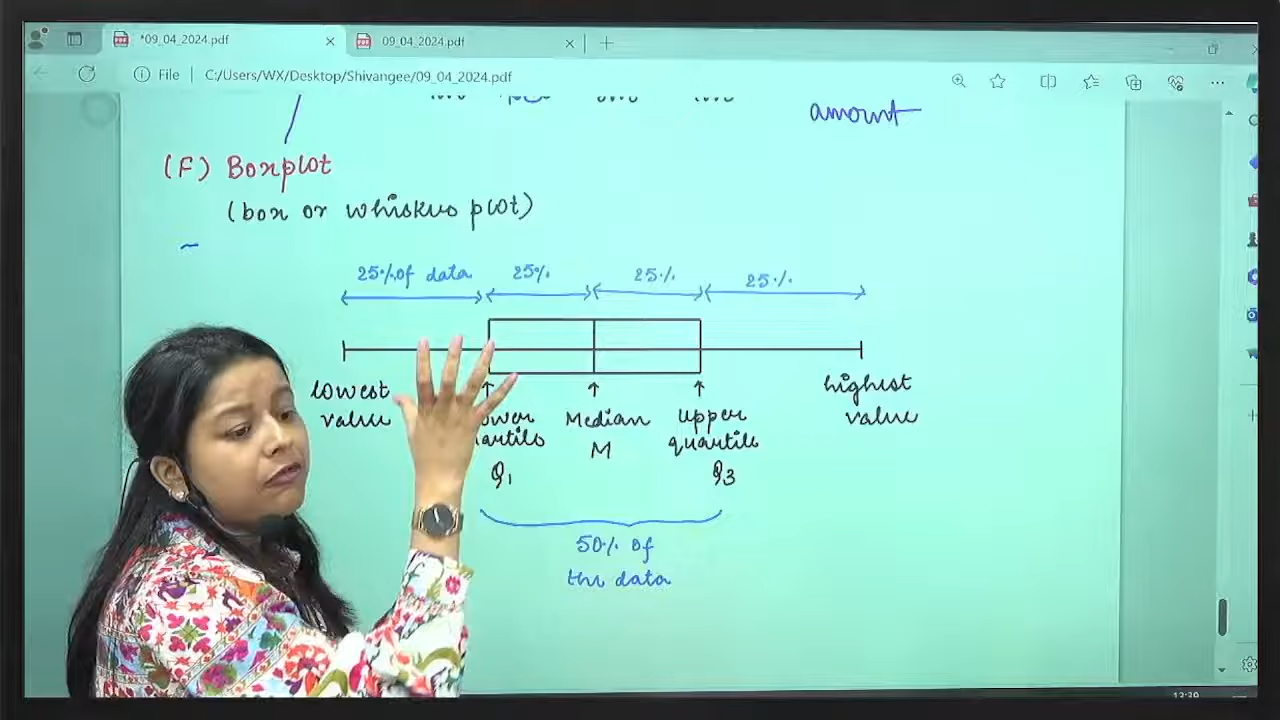 *09_04_2024.pdf
09_04_2024.pdf
File
C:/Users/WX/Desktop/Shivangee/09_04_2024.pdf
amount
(F) Boxplot
(box or whiskers plot)
25% of data 25% 25% 25%
lowest value
Median
M
upper quartile
Q3
highest value
Q1
50% of
the data